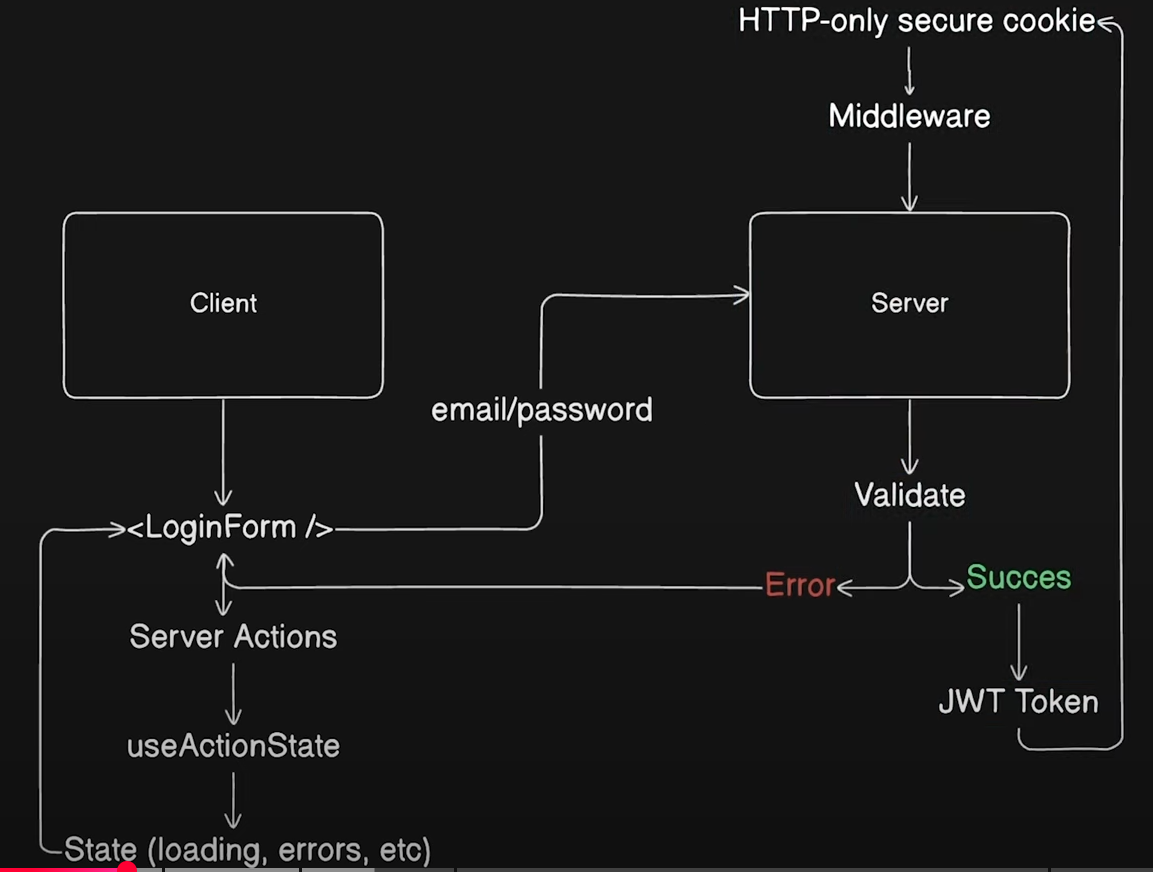 HTTP-only secure cookie
Middleware
Client
Server
email/password
Validate
<LoginForm />
Error
Succes
Server Actions
JWT Token
useActionState
State (loading, errors, etc)